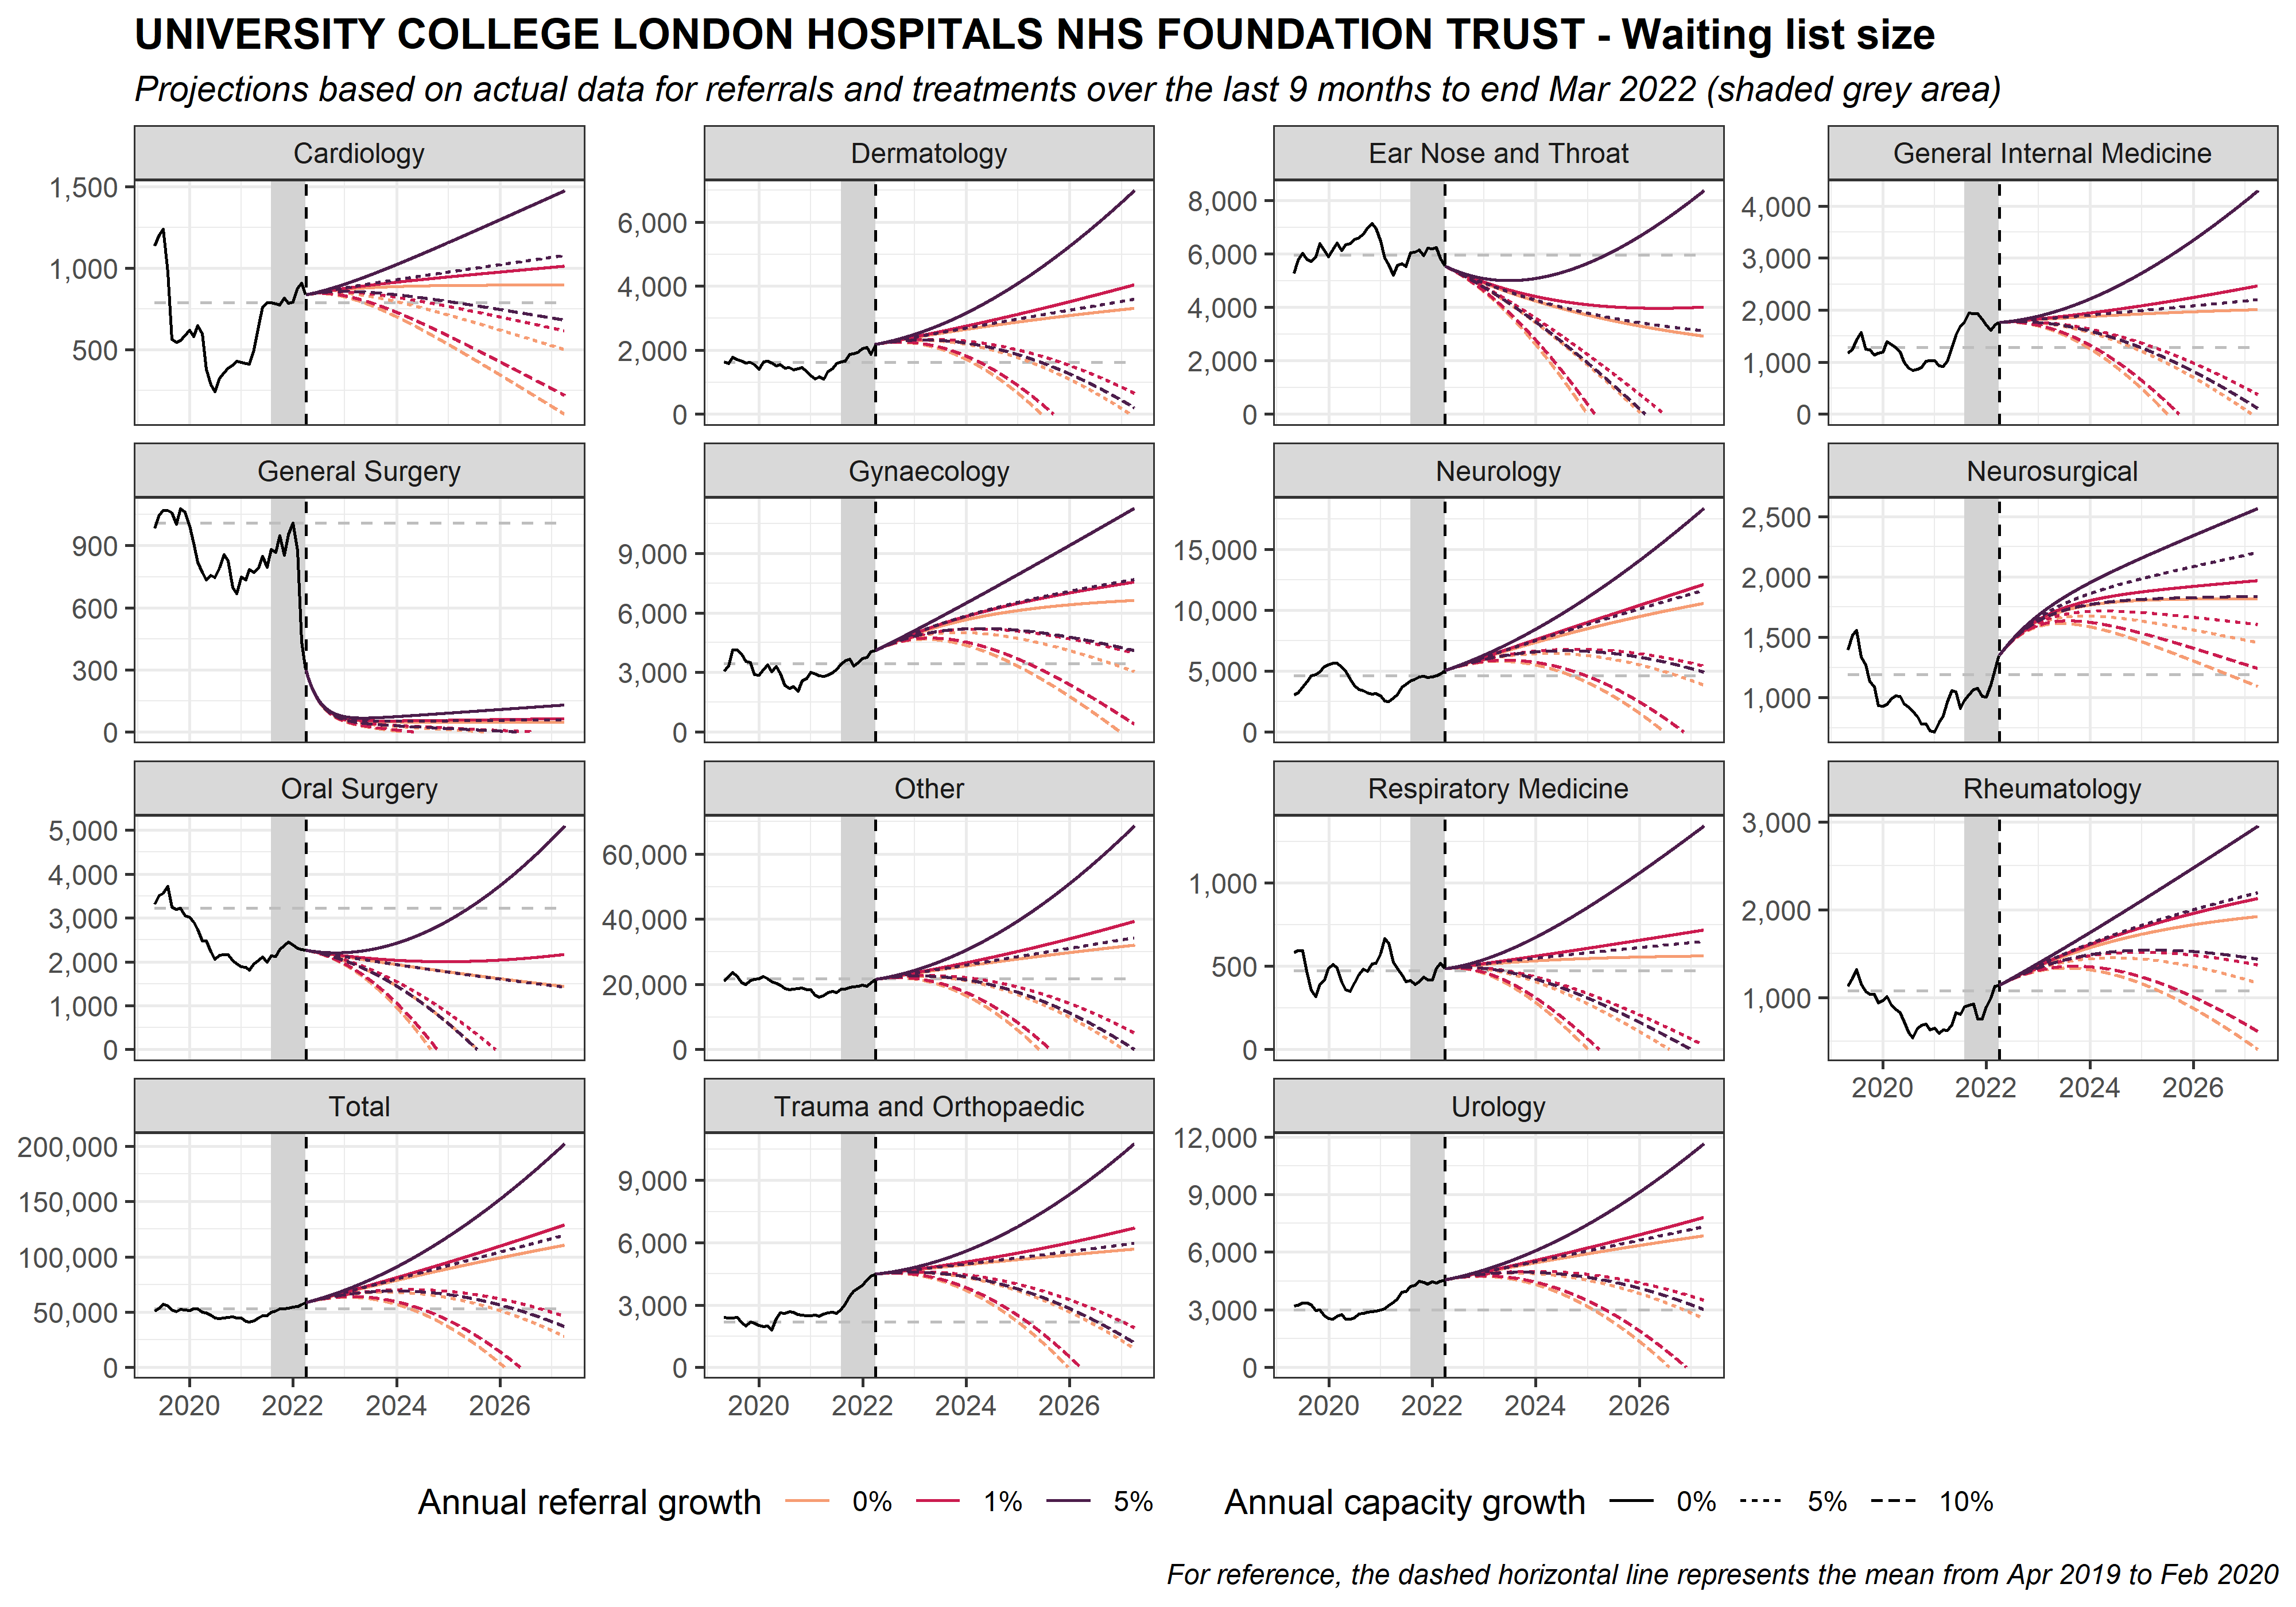 UNIVERSITY COLLEGE LONDON HOSPITALS NHS FOUNDATION TRUST - Waiting list size
Projections based on actual data for referrals and treatments over the last 9 months to end Mar 2022 (shaded grey area)
Cardiology
1,500
1,000
500
Dermatology
6,000
4,000
2,000
0
Ear Nose and Throat
8,000
6,000
4,000
2,000
0
General Internal Medicine
4,000
3,000
2,000
1,000
0
General Surgery
900
600
300
0
Gynaecology
9,000
6,000
3,000
0
Neurology
15,000
10,000
5,000
0
Neurosurgical
2,500
2,000
1,500
1,000
Oral Surgery
5,000
4,000
3,000
2,000
1,000
0
Other
60,000
40,000
20,000
0
Respiratory Medicine
1,000
500
0
Rheumatology
3,000
2,000
1,000
2020 2022 2024 2026
Total
200,000
150,000
100,000
50,000
0
2020 2022 2024 2026
Trauma and Orthopaedic
9,000
6,000
3,000
0
2020 2022 2024 2026
Urology
12,000
9,000
6,000
3,000
0
2020 2022 2024 2026
Annual referral growth 0% 1% 5% Annual capacity growth 0% 5% 10%
For reference, the dashed horizontal line represents the mean from Apr 2019 to Feb 2020